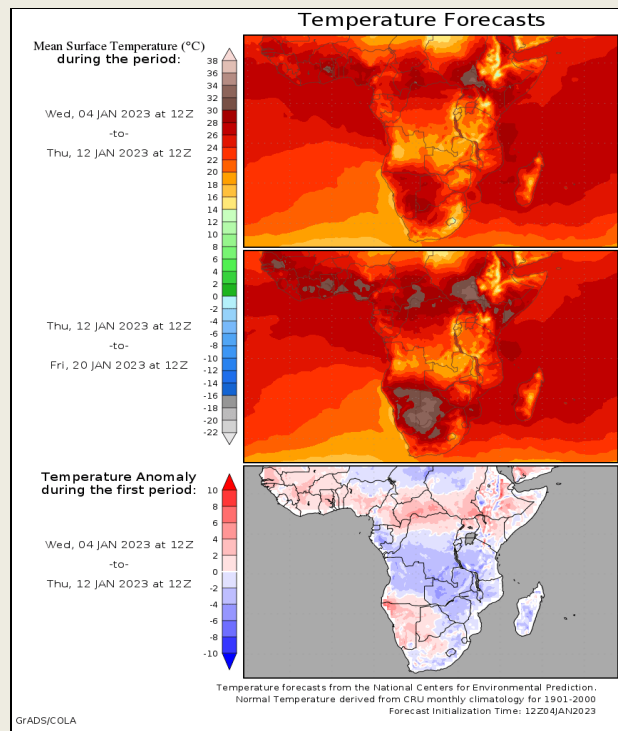 Temperature Forecasts
Mean Surface Temperature (°C)
during the period:
38
36
34
32
30
28
26
24
22
20
18
16
14
12
10
8
6
4
2
0
-2
-4
-6
-8
-10
-12
-14
-16
-18
-20
-22
Wed, 04 JAN 2023 at 12Z
-to-
Thu, 12 JAN 2023 at 12Z
Thu, 12 JAN 2023 at 12Z
-to-
Fri, 20 JAN 2023 at 12Z
Temperature Anomaly
during the first period:
10
8
6
4
2
0
-2
-4
-6
-8
-10
Wed, 04 JAN 2023 at 12Z
-to-
Thu, 12 JAN 2023 at 12Z
Temperature forecasts from the National Centers for Environmental Prediction.
Normal Temperature derived from CRU monthly climatology for 1901-2000
Forecast Initialization Time: 12Z04JAN2023
GrADS/COLA